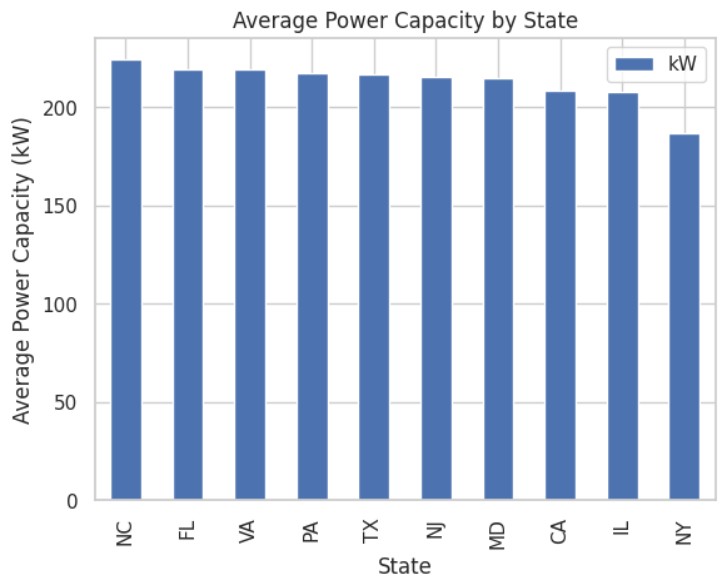 Average Power Capacity by State
kW
Average Power Capacity (kW)
200
150
100
50
0
NC
FL
VA
PA
TX
NJ
MD
CA
IL
NY
State